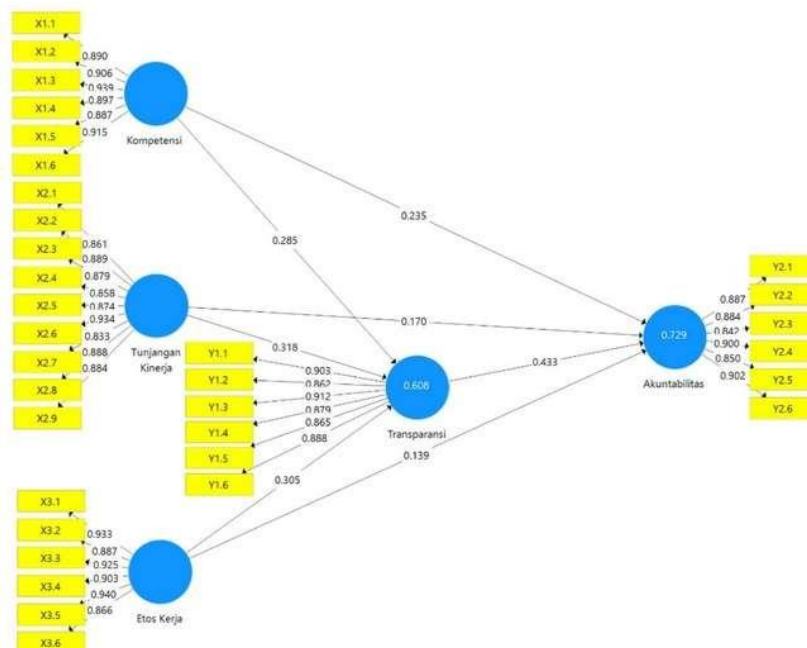 X1.1
X1.2
X1.3
X1.4
X1.5
X1.6
0.890
0.906
0.939
0.897
0.887
0.915
Kompetensi
X2.1
X2.2
X2.3
X2.4
X2.5
X2.6
X2.7
X2.8
X2.9
0.861
0.889
0.879
0.858
0.874
0.934
0.833
0.888
0.884
Tunjangan
Kinerja
X3.1
X3.2
X3.3
X3.4
X3.5
X3.6
0.933
0.887
0.925
0.903
0.940
0.866
Etos Kerja
0.235
0.285
0.170
0.318
0.433
0.305
0.139
Y1.1
Y1.2
Y1.3
Y1.4
Y1.5
Y1.6
0.903
0.862
0.912
0.879
0.865
0.888
0.608
Transparansi
0.729
Akuntabilitas
0.887
0.884
0.842
0.900
0.850
0.902
Y2.1
Y2.2
Y2.3
Y2.4
Y2.5
Y2.6